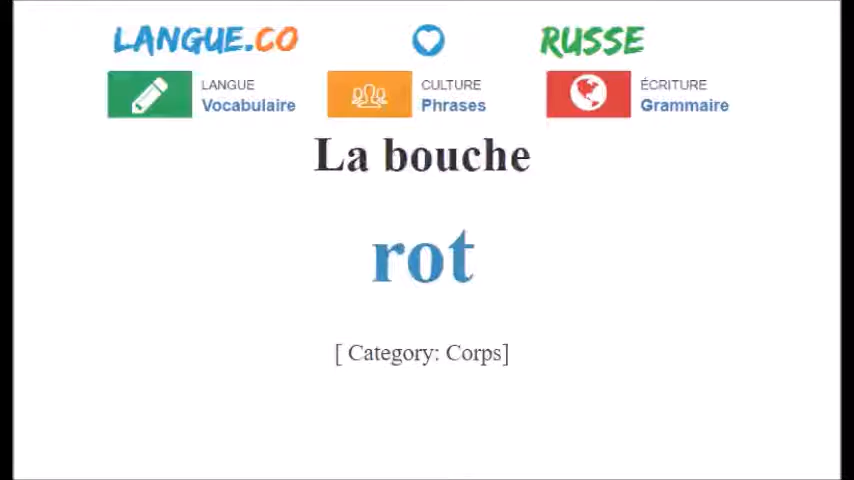 LANGUE.CO
RUSSE
LANGUE
Vocabulaire
CULTURE
Phrases
ÉCRITURE
Grammaire
La bouche
rot
[ Category: Corps]